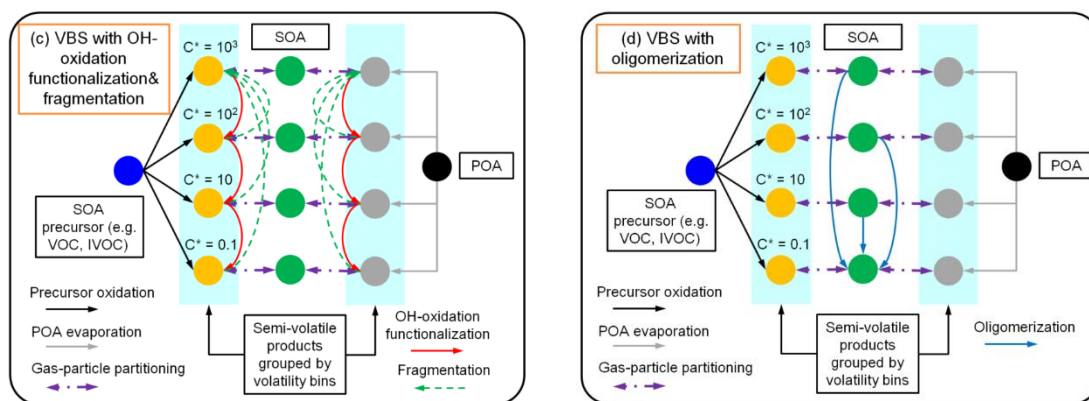 (c) VBS with OH-
oxidation
functionalization&
fragmentation
SOA
C* = 10³
C* = 10²
C* = 10
C* = 0.1
SOA
precursor (e.g.
VOC, IVOC)
POA
Precursor oxidation
POA evaporation
Gas-particle partitioning
Semi-volatile
products
grouped by
volatility bins
OH-oxidation
functionalization
Fragmentation
(d) VBS with
oligomerization
SOA
C* = 10³
C* = 10²
C* = 10
C* = 0.1
SOA
precursor (e.g.
VOC, IVOC)
POA
Precursor oxidation
POA evaporation
Gas-particle partitioning
Semi-volatile
products
grouped by
volatility bins
Oligomerization